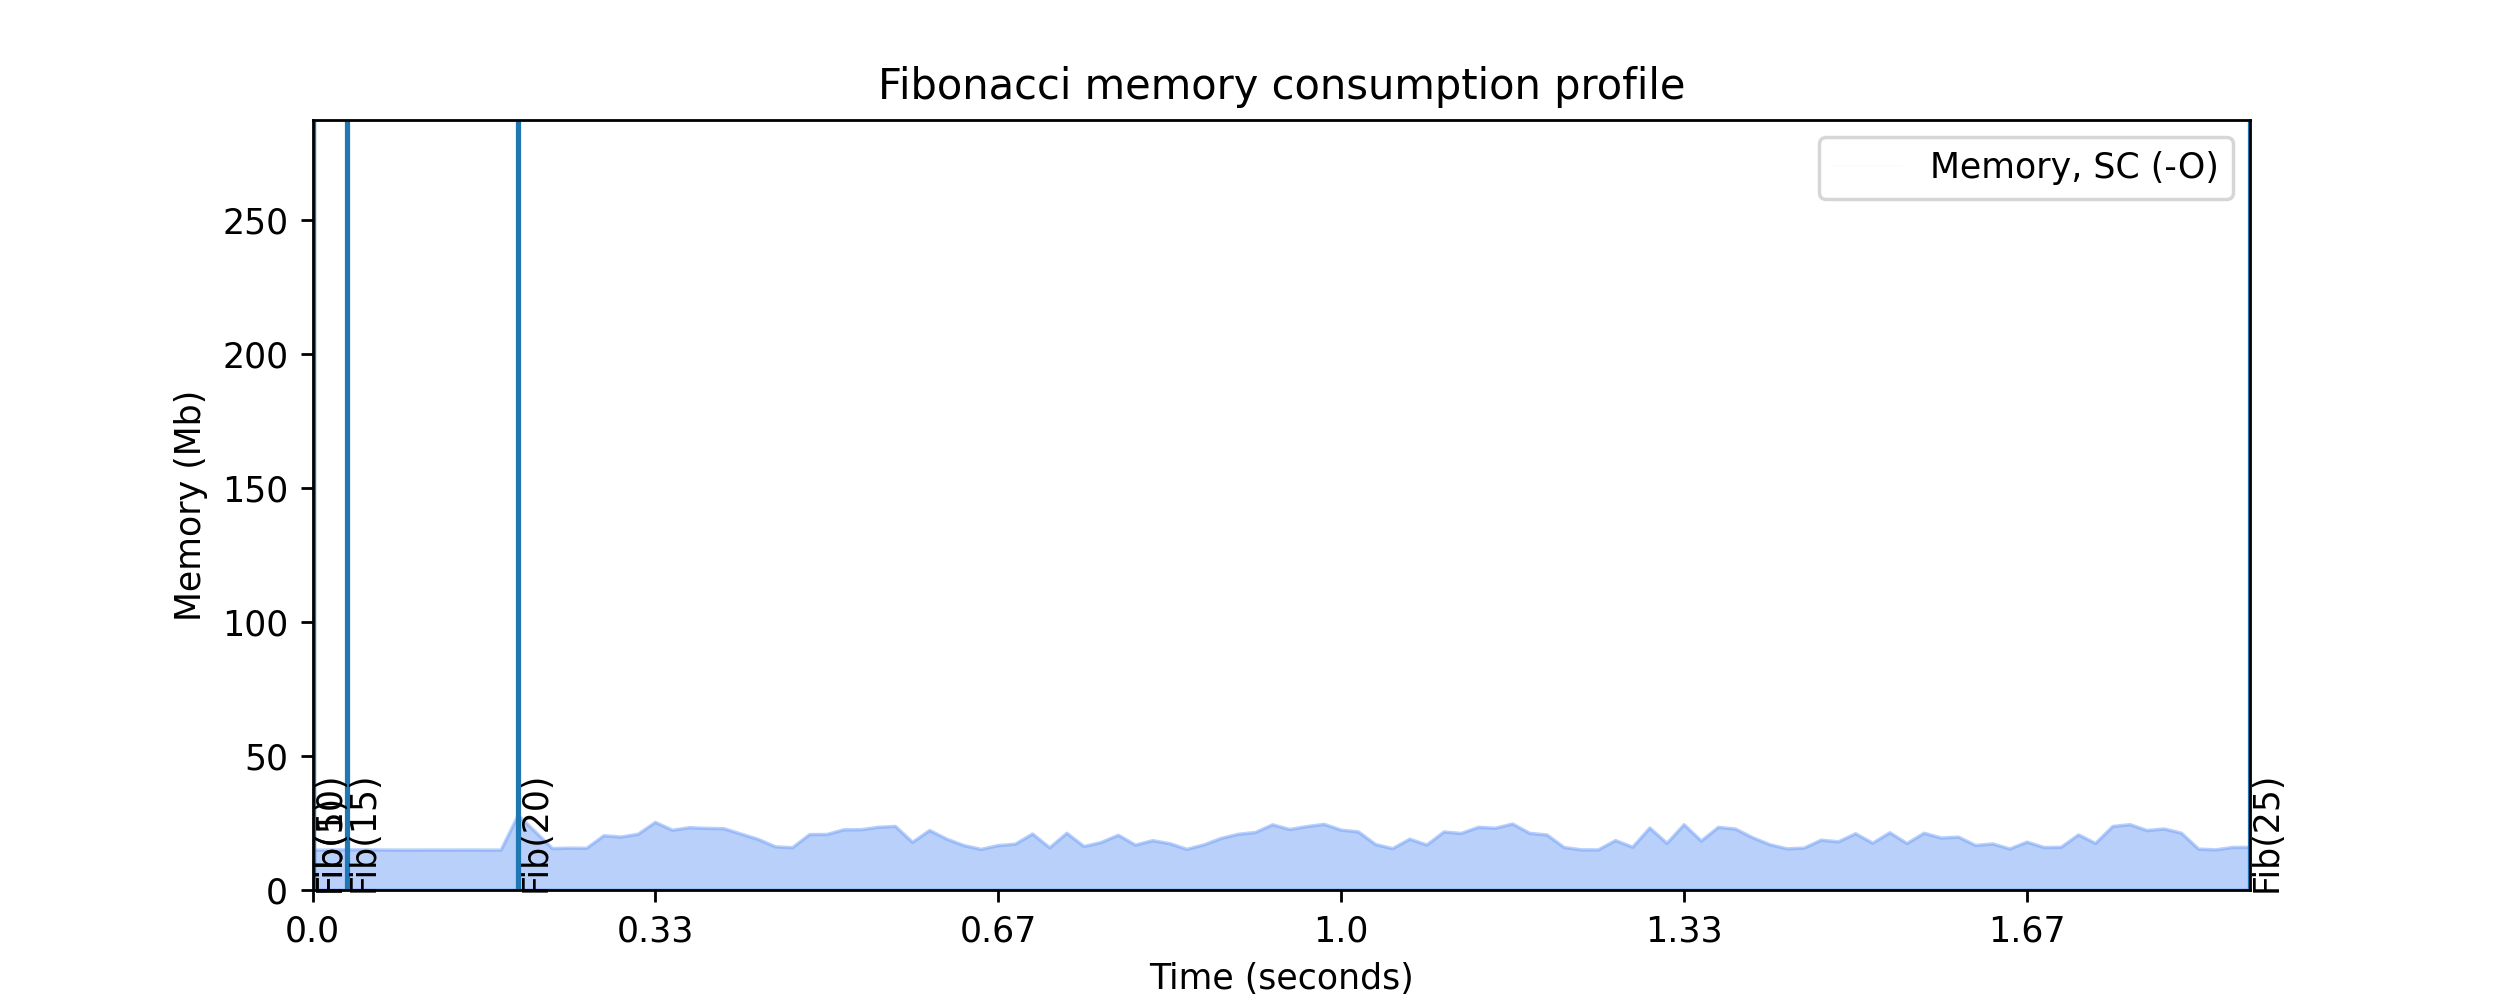 Fibonacci memory consumption profile
Memory, SC (-O)
Memory (Mb)
250
200
150
100
50
0
Fib(15)
Fib(20)
Fib(25)
0.0 0.33 0.67 1.0 1.33 1.67
Time (seconds)